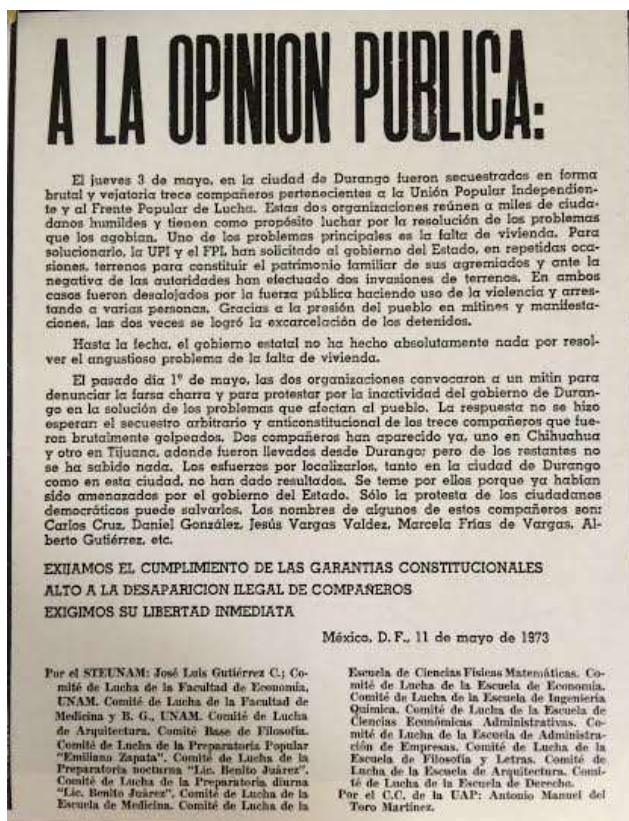 A LA OPINION PUBLICA:
El jueves 3 de mayo, en la ciudad de Durango fueron secuestrados en forma
brutal y vejatoria trece compañeros pertenecientes a la Unión Popular Independien-
te y al Frente Popular de Lucha. Estas dos organizaciones reúnen a miles de ciuda-
danos humildes y tienen como propósito luchar por la resolución de los problemas
que los agobian. Uno de los problemas principales es la falta de vivienda. Para
solucionarlo, la UPI y el FPL han solicitado al gobierno del Estado, en repetidas oca-
siones, terrenos para constituir el patrimonio familiar de sus agremiados y ante la
negativa de las autoridades han efectuado dos invasiones de terrenos. En ambos
casos fueron desalojados por la fuerza pública haciendo uso de la violencia y arres-
tando a varias personas. Gracias a la presión del pueblo en mitines y manifesta-
ciones, las dos veces se logró la excarcelación de los detenidos.
Hasta la fecha, el gobierno estatal no ha hecho absolutamente nada por resol-
ver el angustioso problema de la falta de vivienda.
El pasado día 1º de mayo, las dos organizaciones convocaron a un mitin para
denunciar la farsa charra y para protestar por la inactividad del gobierno de Duran-
go en la solución de los problemas que afectan al pueblo. La respuesta no se hizo
esperan el secuestro arbitrario y anticonstitucional de los trece compañeros que fue-
ron brutalmente golpeados. Dos compañeros han aparecido ya, uno en Chihuahua
y otro en Tijuana, adonde fueron llevados desde Durango; pero de los restantes no
se ha sabido nada. Los esfuerzos por localizarlos, tanto en la ciudad de Durango
como en esta ciudad, no han dado resultados. Se teme por ellos porque ya habían
sido amenazados por el gobierno del Estado. Sólo la protesta de los ciudadanos
democráticos puede salvarlos. Los nombres de algunos de estos compañeros son:
Carlos Cruz, Daniel González, Jesús Vargas Valdez, Marcela Frías de Vargas, Al-
berto Gutiérrez, etc.
EXIJAMOS EL CUMPLIMIENTO DE LAS GARANTIAS CONSTITUCIONALES
ALTO A LA DESAPARICION ILEGAL DE COMPAÑEROS
EXIGIMOS SU LIBERTAD INMEDIATA
México, D. F., 11 de mayo de 1973
Por el STEUNAM: José Luis Gutiérrez C.; Co-
mité de Lucha de la Facultad de Economía,
UNAM. Comité de Lucha de la Facultad de
Medicina y B. G., UNAM. Comité de Lucha
de Arquitectura. Comité Base de Filosofía.
Comité de Lucha de la Preparatoria Popular
"Emiliano Zapata". Comité de Lucha de la
Preparatoria nocturna "Lic. Benito Juárez".
Comité de Lucha de la Preparatoria diurna
"Lic. Benito Juárez". Comité de Lucha de la
Escuela de Medicina. Comité de Lucha de la
Escuela de Ciencias Físicas Matemáticas. Co-
mité de Lucha de la Escuela de Economía.
Comité de Lucha de la Escuela de Ingeniería
Química. Comité de Lucha de la Escuela de
Ciencias Económicas Administrativas. Co-
mité de Lucha de la Escuela de Administra-
ción de Empresas. Comité de Lucha de la
Escuela de Filosofía y Letras. Comité de
Lucha de la Escuela de Arquitectura. Comi-
té de Lucha de la Escuela de Derecho.
Por el C.C. de la UAP: Antonio Manuel del
Toro Martínez.